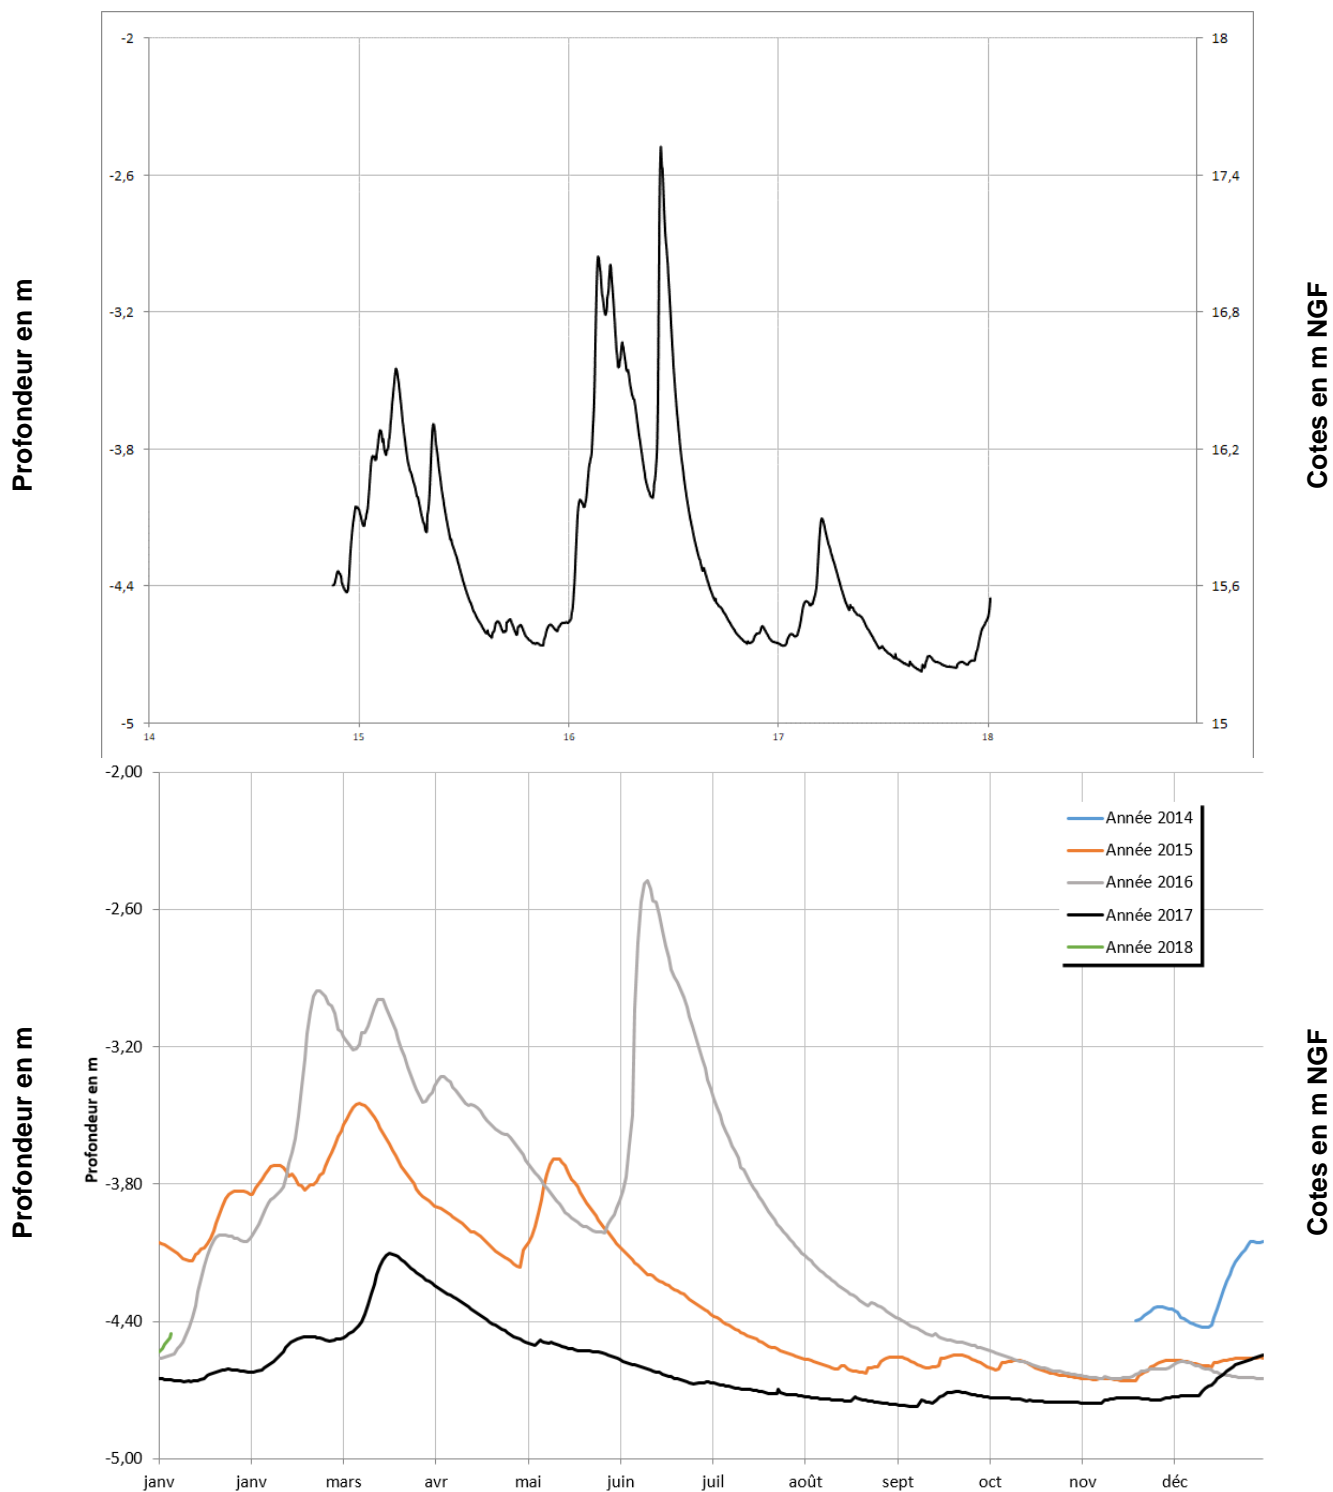 -2
18
-2,6
17,4
Profondeur en m
-3,2
16,8
Cotes en m NGF
-3,8
16,2
-4,4
15,6
-5
15
14
15
16
17
18
-2,00
Année 2014
Année 2015
Année 2016
Année 2017
Année 2018
-2,60
Profondeur en m
Profondeur en m
-3,20
Cotes en m NGF
-3,80
-4,40
-5,00
janv
janv
mars
avr
mai
juin
juil
août
sept
oct
nov
déc